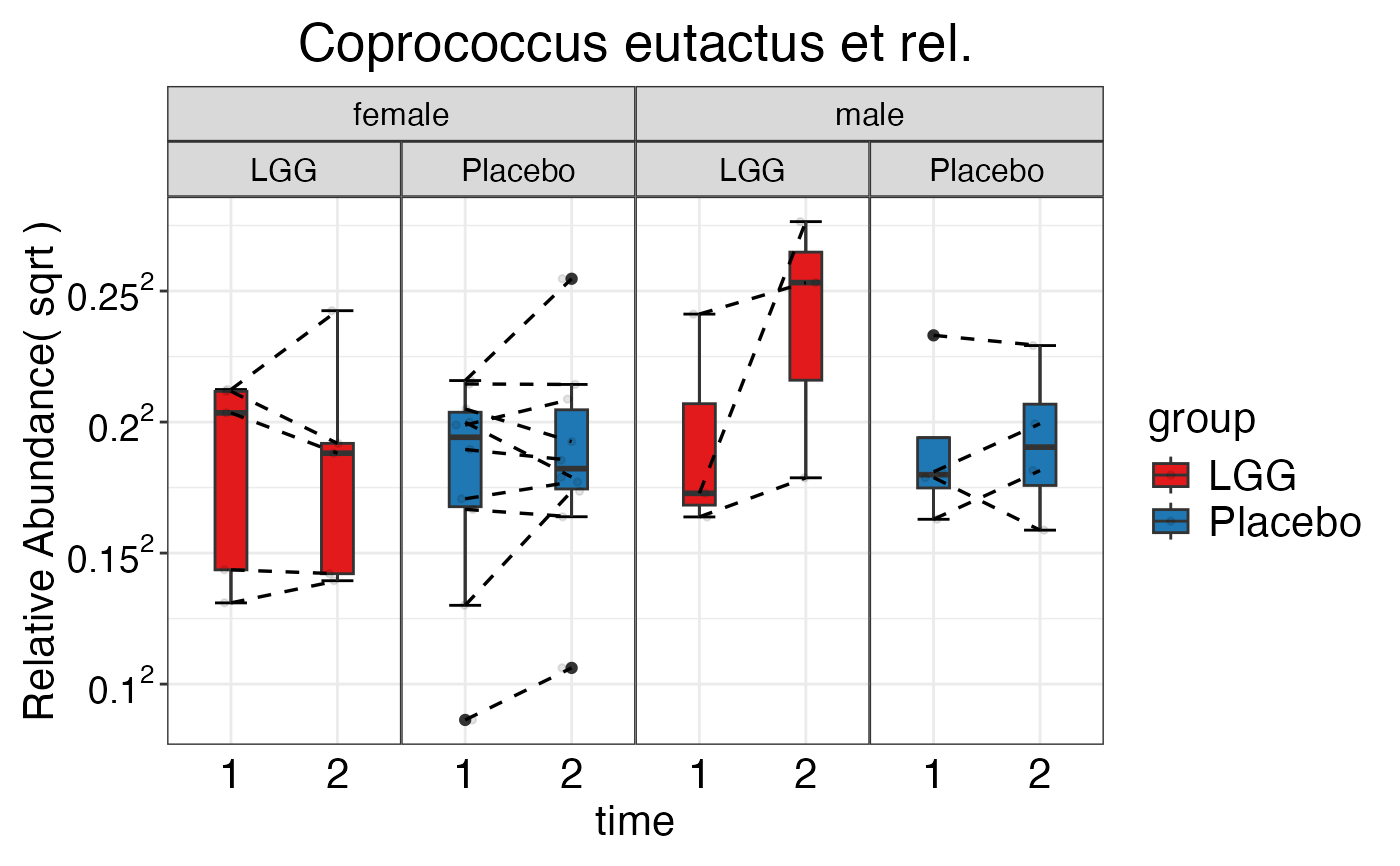 Coprococcus eutactus et rel.
female male
LGG Placebo LGG Placebo
Relative Abundance( sqrt )
0.25²
0.2²
0.15²
0.1²
1 2 1 2 1 2 1 2
time
group
LGG
Placebo